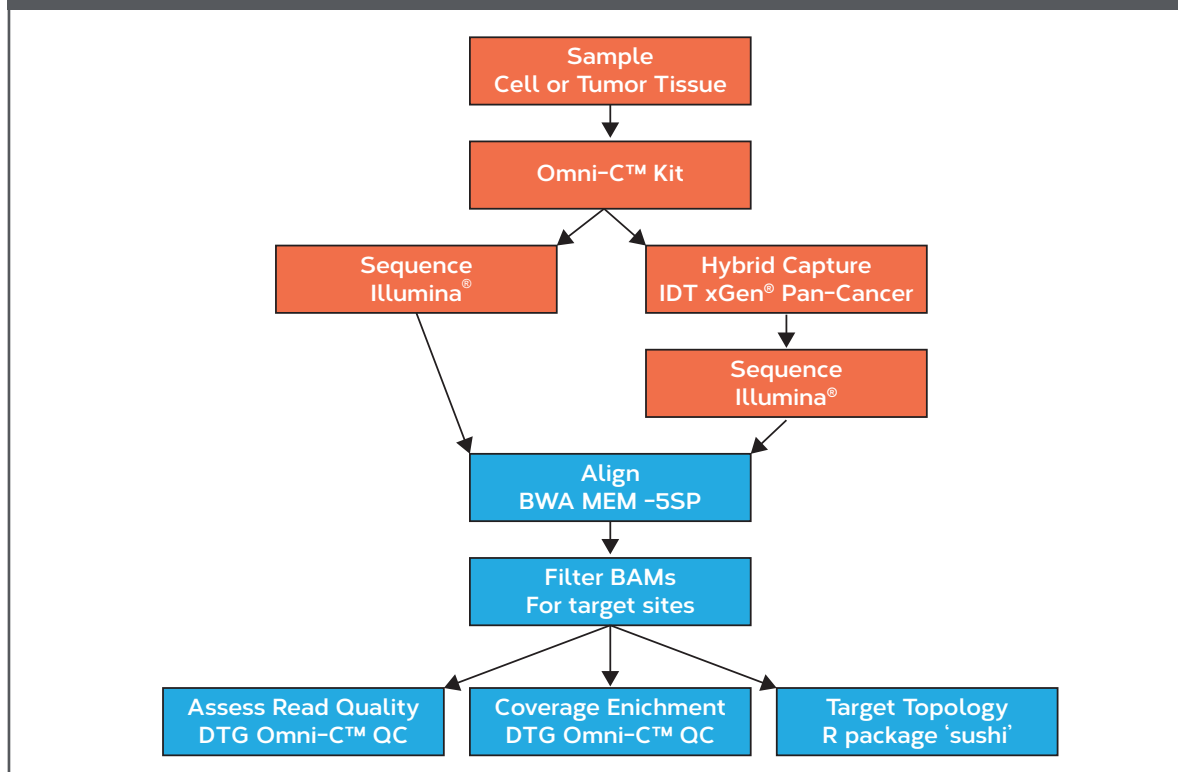 Sample
Cell or Tumor Tissue
Omni-C™ Kit
Sequence
Illumina®
Hybrid Capture
IDT xGen® Pan-Cancer
Sequence
Illumina®
Align
BWA MEM -5SP
Filter BAMs
For target sites
Assess Read Quality
DTG Omni-C™ QC
Coverage Enichment
DTG Omni-C™ QC
Target Topology
R package ‘sushi’